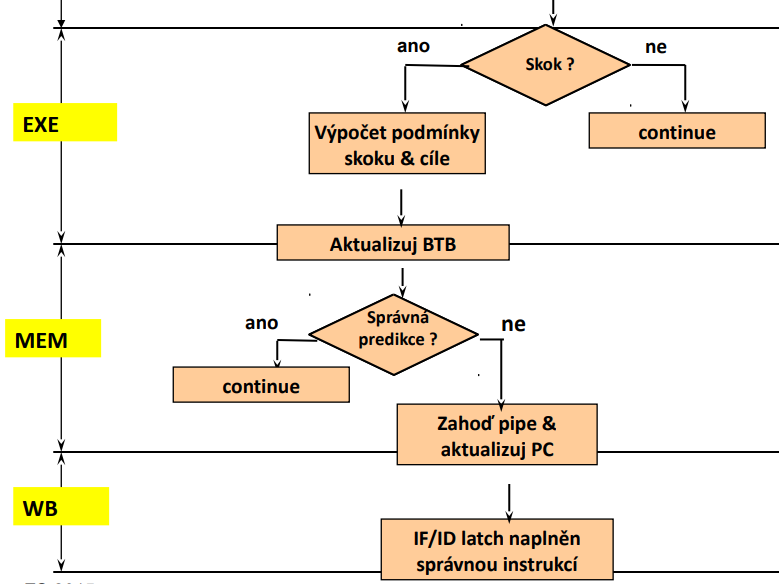 Skok ?
ano
ne
EXE
Výpočet podmínky
skoku & cíle
continue
Aktualizuj BTB
MEM
Správná
predikce ?
ano
ne
continue
Zahoď pipe &
aktualizuj PC
WB
IF/ID latch naplněn
správnou instrukcí